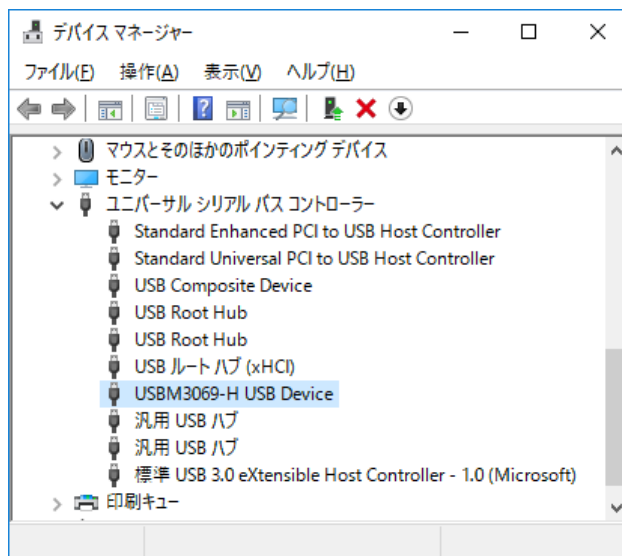 デバイス マネージャー
ファイル(F) 操作(A) 表示(V) ヘルプ(H)
マウスとそのほかのポインティング デバイス
モニター
ユニバーサル シリアル バス コントローラー
Standard Enhanced PCI to USB Host Controller
Standard Universal PCI to USB Host Controller
USB Composite Device
USB Root Hub
USB Root Hub
USB ルート ハブ (xHCI)
USBM3069-H USB Device
汎用 USB ハブ
汎用 USB ハブ
標準 USB 3.0 eXtensible Host Controller - 1.0 (Microsoft)
印刷キュー